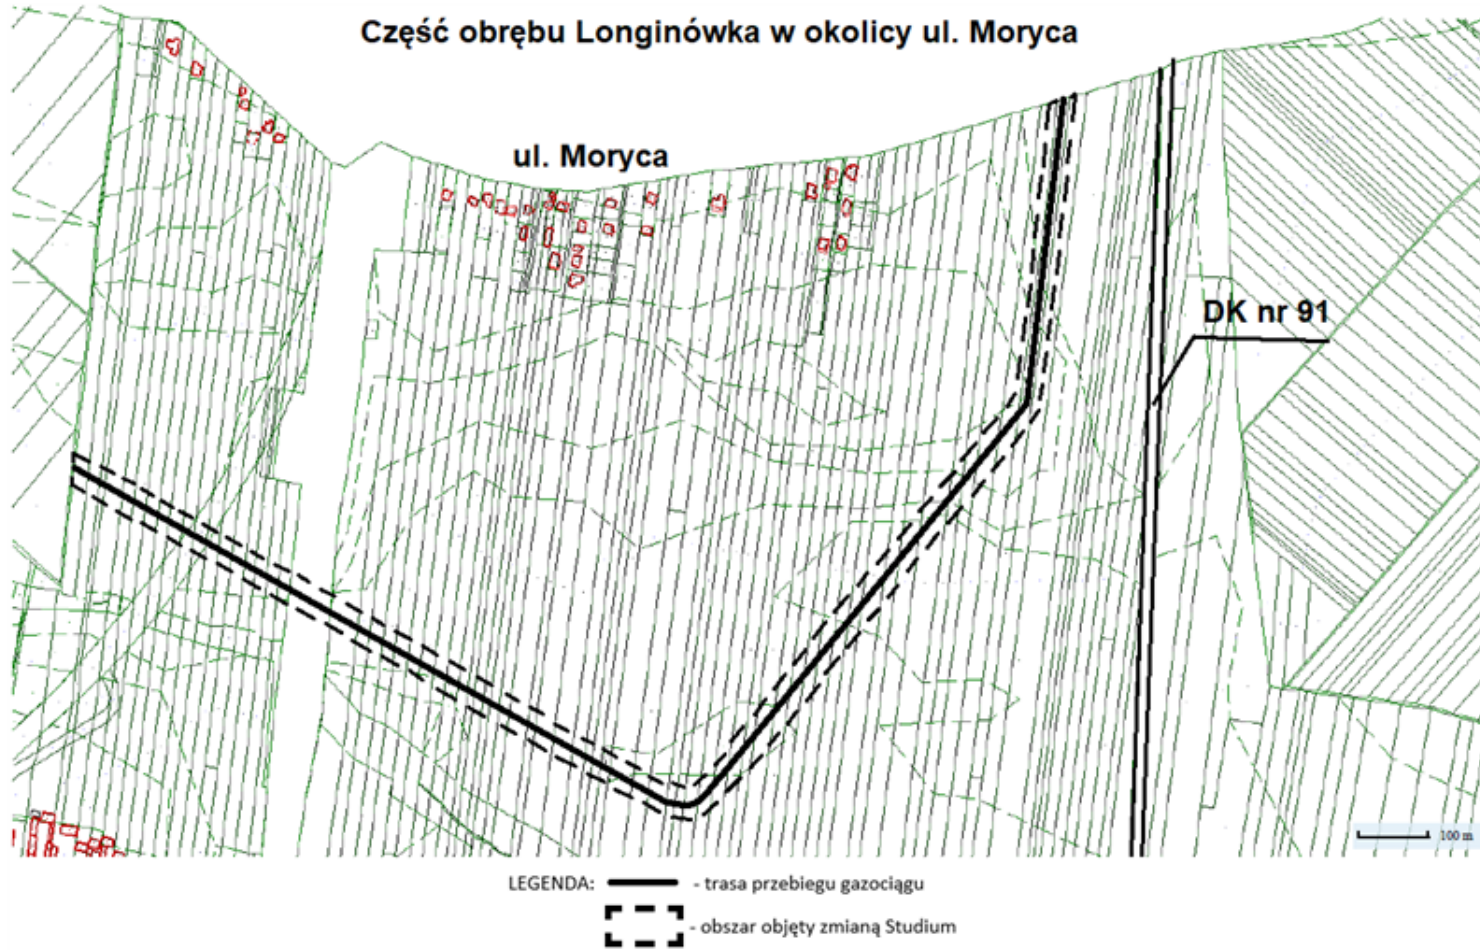 Część obrębu Longinówka w okolicy ul. Moryca
ul. Moryca
DK nr 91
100 m
LEGENDA: - trasa przebiegu gazociągu
- obszar objęty zmianą Studium